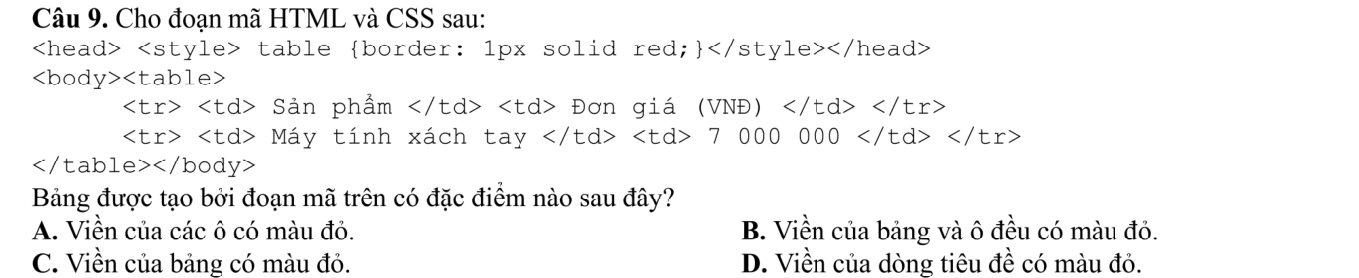 Câu 9. Cho đoạn mã HTML và CSS sau:
<head> <style> table {border: 1px solid red;}</style></head>
<body><table>
<tr> <td> Sản phẩm </td> <td> Đơn giá (VNĐ) </td> </tr>
<tr> <td> Máy tính xách tay </td> <td> 7 000 000 </td> </tr>
</table></body>
Bảng được tạo bởi đoạn mã trên có đặc điểm nào sau đây?
A. Viền của các ô có màu đỏ. B. Viền của bảng và ô đều có màu đỏ.
C. Viền của bảng có màu đỏ. D. Viền của dòng tiêu đề có màu đỏ.